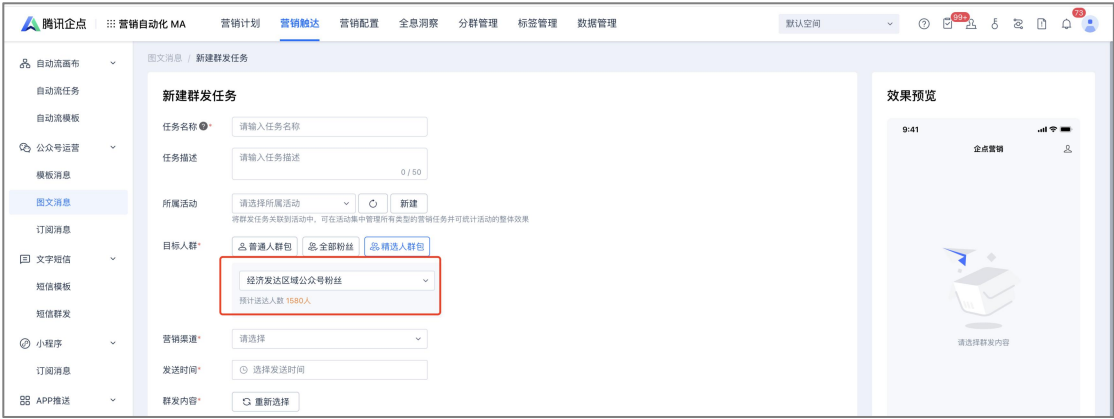 腾讯企点 营销自动化 MA 营销计划 营销触达 营销配置 全息洞察 分群管理 标签管理 数据管理 默认空间 99+ 73
自动流画布
自动流任务
自动流模板
公众号运营
模板消息
图文消息
订阅消息
文字短信
短信模板
短信群发
小程序
订阅消息
APP推送
图文消息 / 新建群发任务
新建群发任务
任务名称 * 请输入任务名称
任务描述 请输入任务描述
0 / 50
所属活动 请选择所属活动 新建
将群发任务关联到活动中，可在活动集中管理所有类型的营销任务并可统计活动的整体效果
目标人群* 普通人群包 全部粉丝 精选人群包
经济发达区域公众号粉丝
预计送达人数 1580人
营销渠道* 请选择
发送时间* 选择发送时间
群发内容* 重新选择
效果预览
9:41
企点营销
请选择群发内容